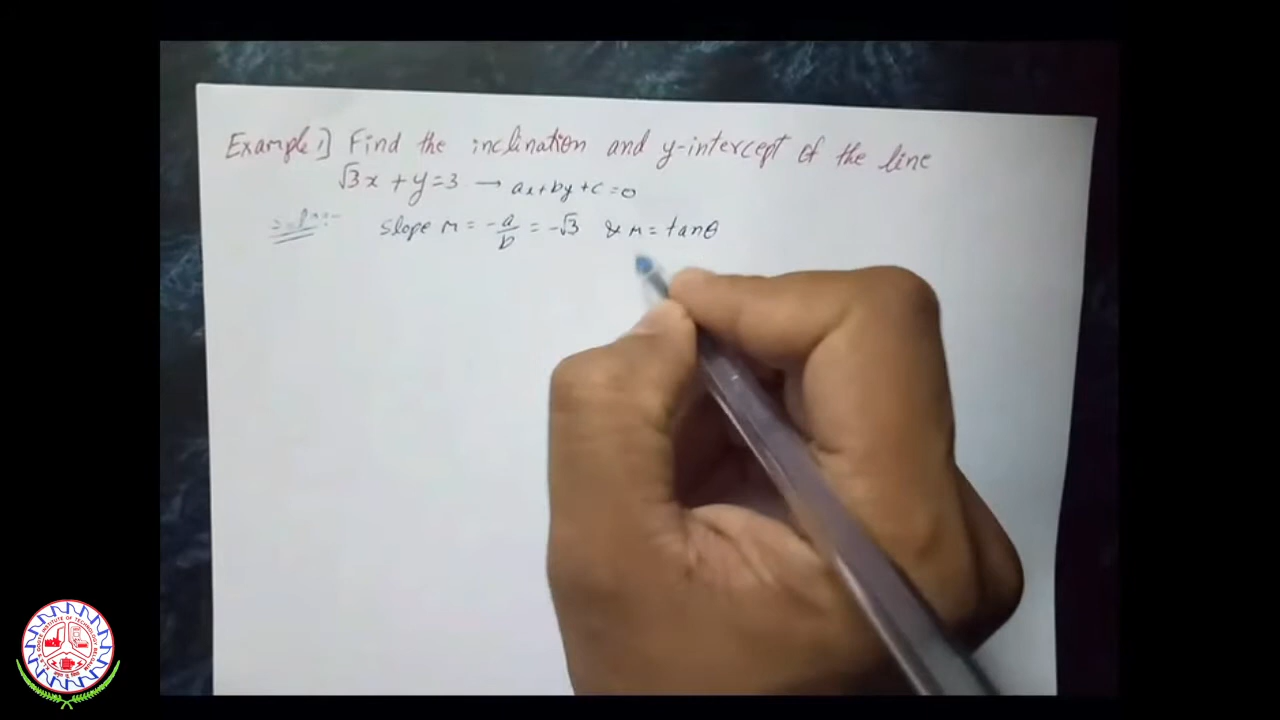 Example 1] Find the inclination and y-intercept of the line
√3x + y = 3 → ax+by+c=0
slope m = -a/b = -√3 & m = tanθ